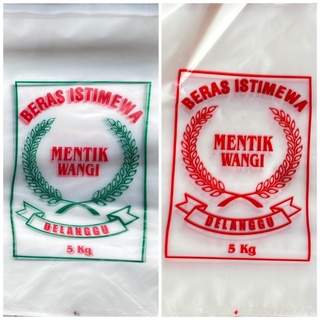 BERAS ISTIMEWA
MENTIK
WANGI
DELANGGU
5 Kg
BERAS ISTIMEWA
MENTIK
WANGI
DELANGGU
5 Kg